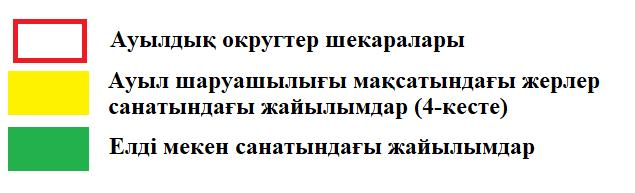 Ауылдық округтер шекаралары
Ауыл шаруашылығы мақсатындағы жерлер
санатындағы жайылымдар (4-кесте)
Елді мекен санатындағы жайылымдар